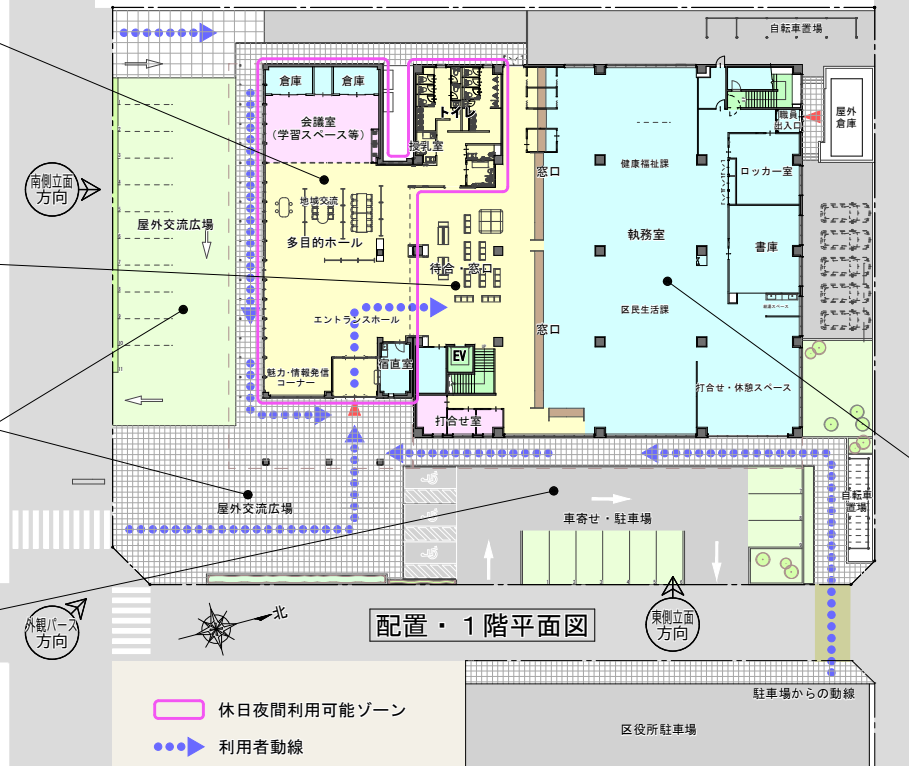 自転車置場
倉庫
倉庫
トイレ
職員
出入口
屋外
倉庫
会議室
(学習スペース等)
授乳室
窓口
健康福祉課
ロッカー室
南側立面
方向
地域交流
屋外交流広場
多目的ホール
執務室
書庫
待合・窓口
エントランスホール
区民生活課
給湯スペース
窓口
EV
宿直室
魅力・情報発信
コーナー
打合せ・休憩スペース
打合せ室
屋外交流広場
自転車
置場
車寄せ・駐車場
外観パース
方向
北
配置・1階平面図
東側立面
方向
駐車場からの動線
休日夜間利用可能ゾーン
利用者動線
区役所駐車場